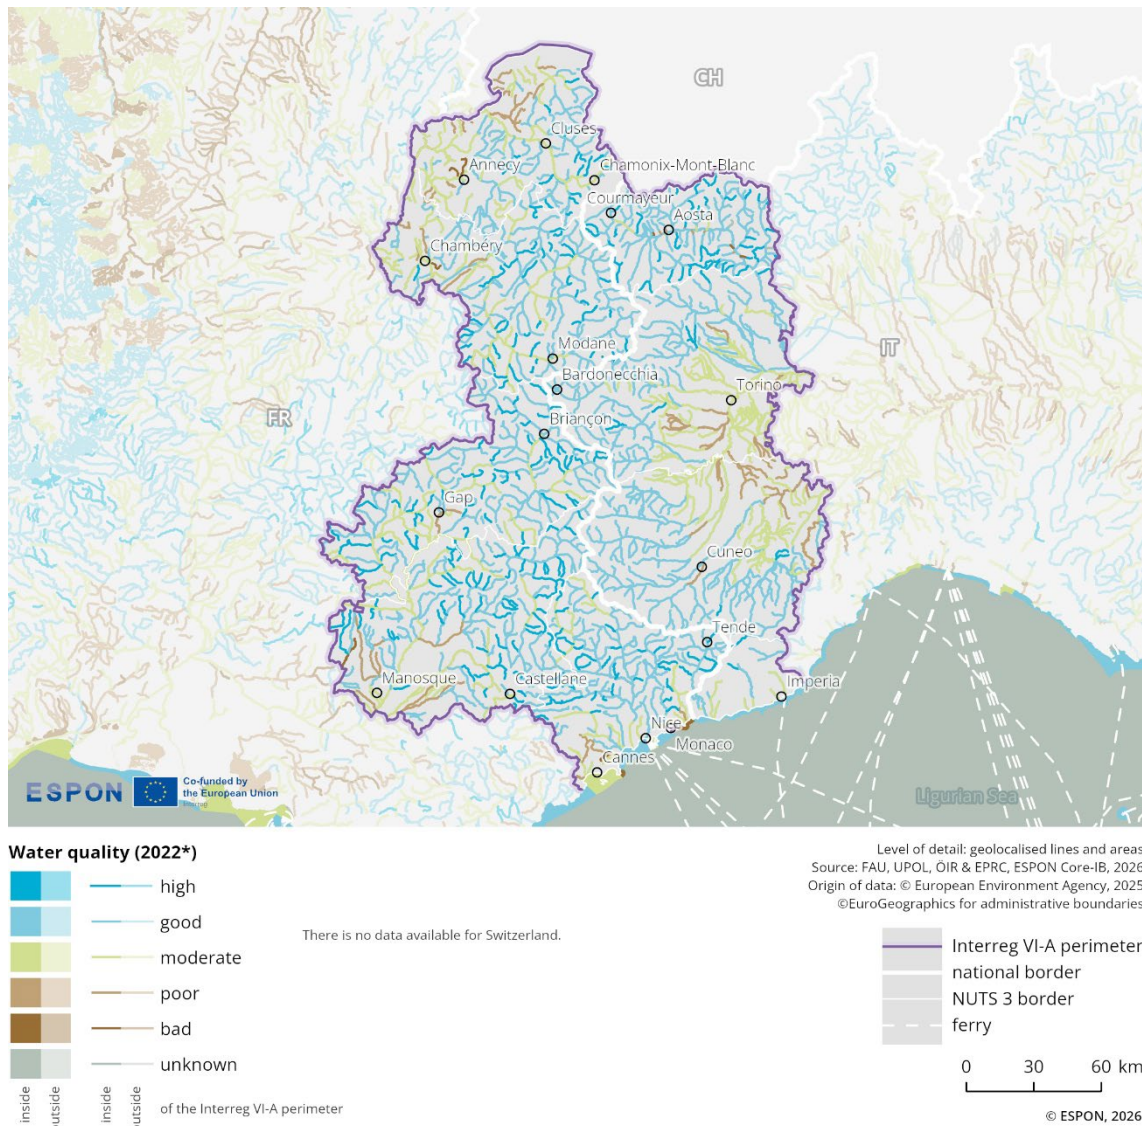 CH
Cluses
Annecy
Chamonix-Mont-Blanc
Courmayeur
Aosta
Chambéry
Modane
IT
Bardonecchia
Torino
FR
Briançon
Gap
Cuneo
Tende
Manosque
Castellane
Imperia
Nice
Monaco
Cannes
ESPON
Co-funded by
the European Union
Ligurian Sea
Water quality (2022*)
high
good
moderate
poor
bad
unknown
inside
outside
inside
outside
of the Interreg VI-A perimeter
There is no data available for Switzerland.
Level of detail: geolocalised lines and areas
Source: FAU, UPOL, ÖIR & EPRC, ESPON Core-IB, 2026
Origin of data: © European Environment Agency, 2025
©EuroGeographics for administrative boundaries
Interreg VI-A perimeter
national border
NUTS 3 border
ferry
0 30 60 km
© ESPON, 2026